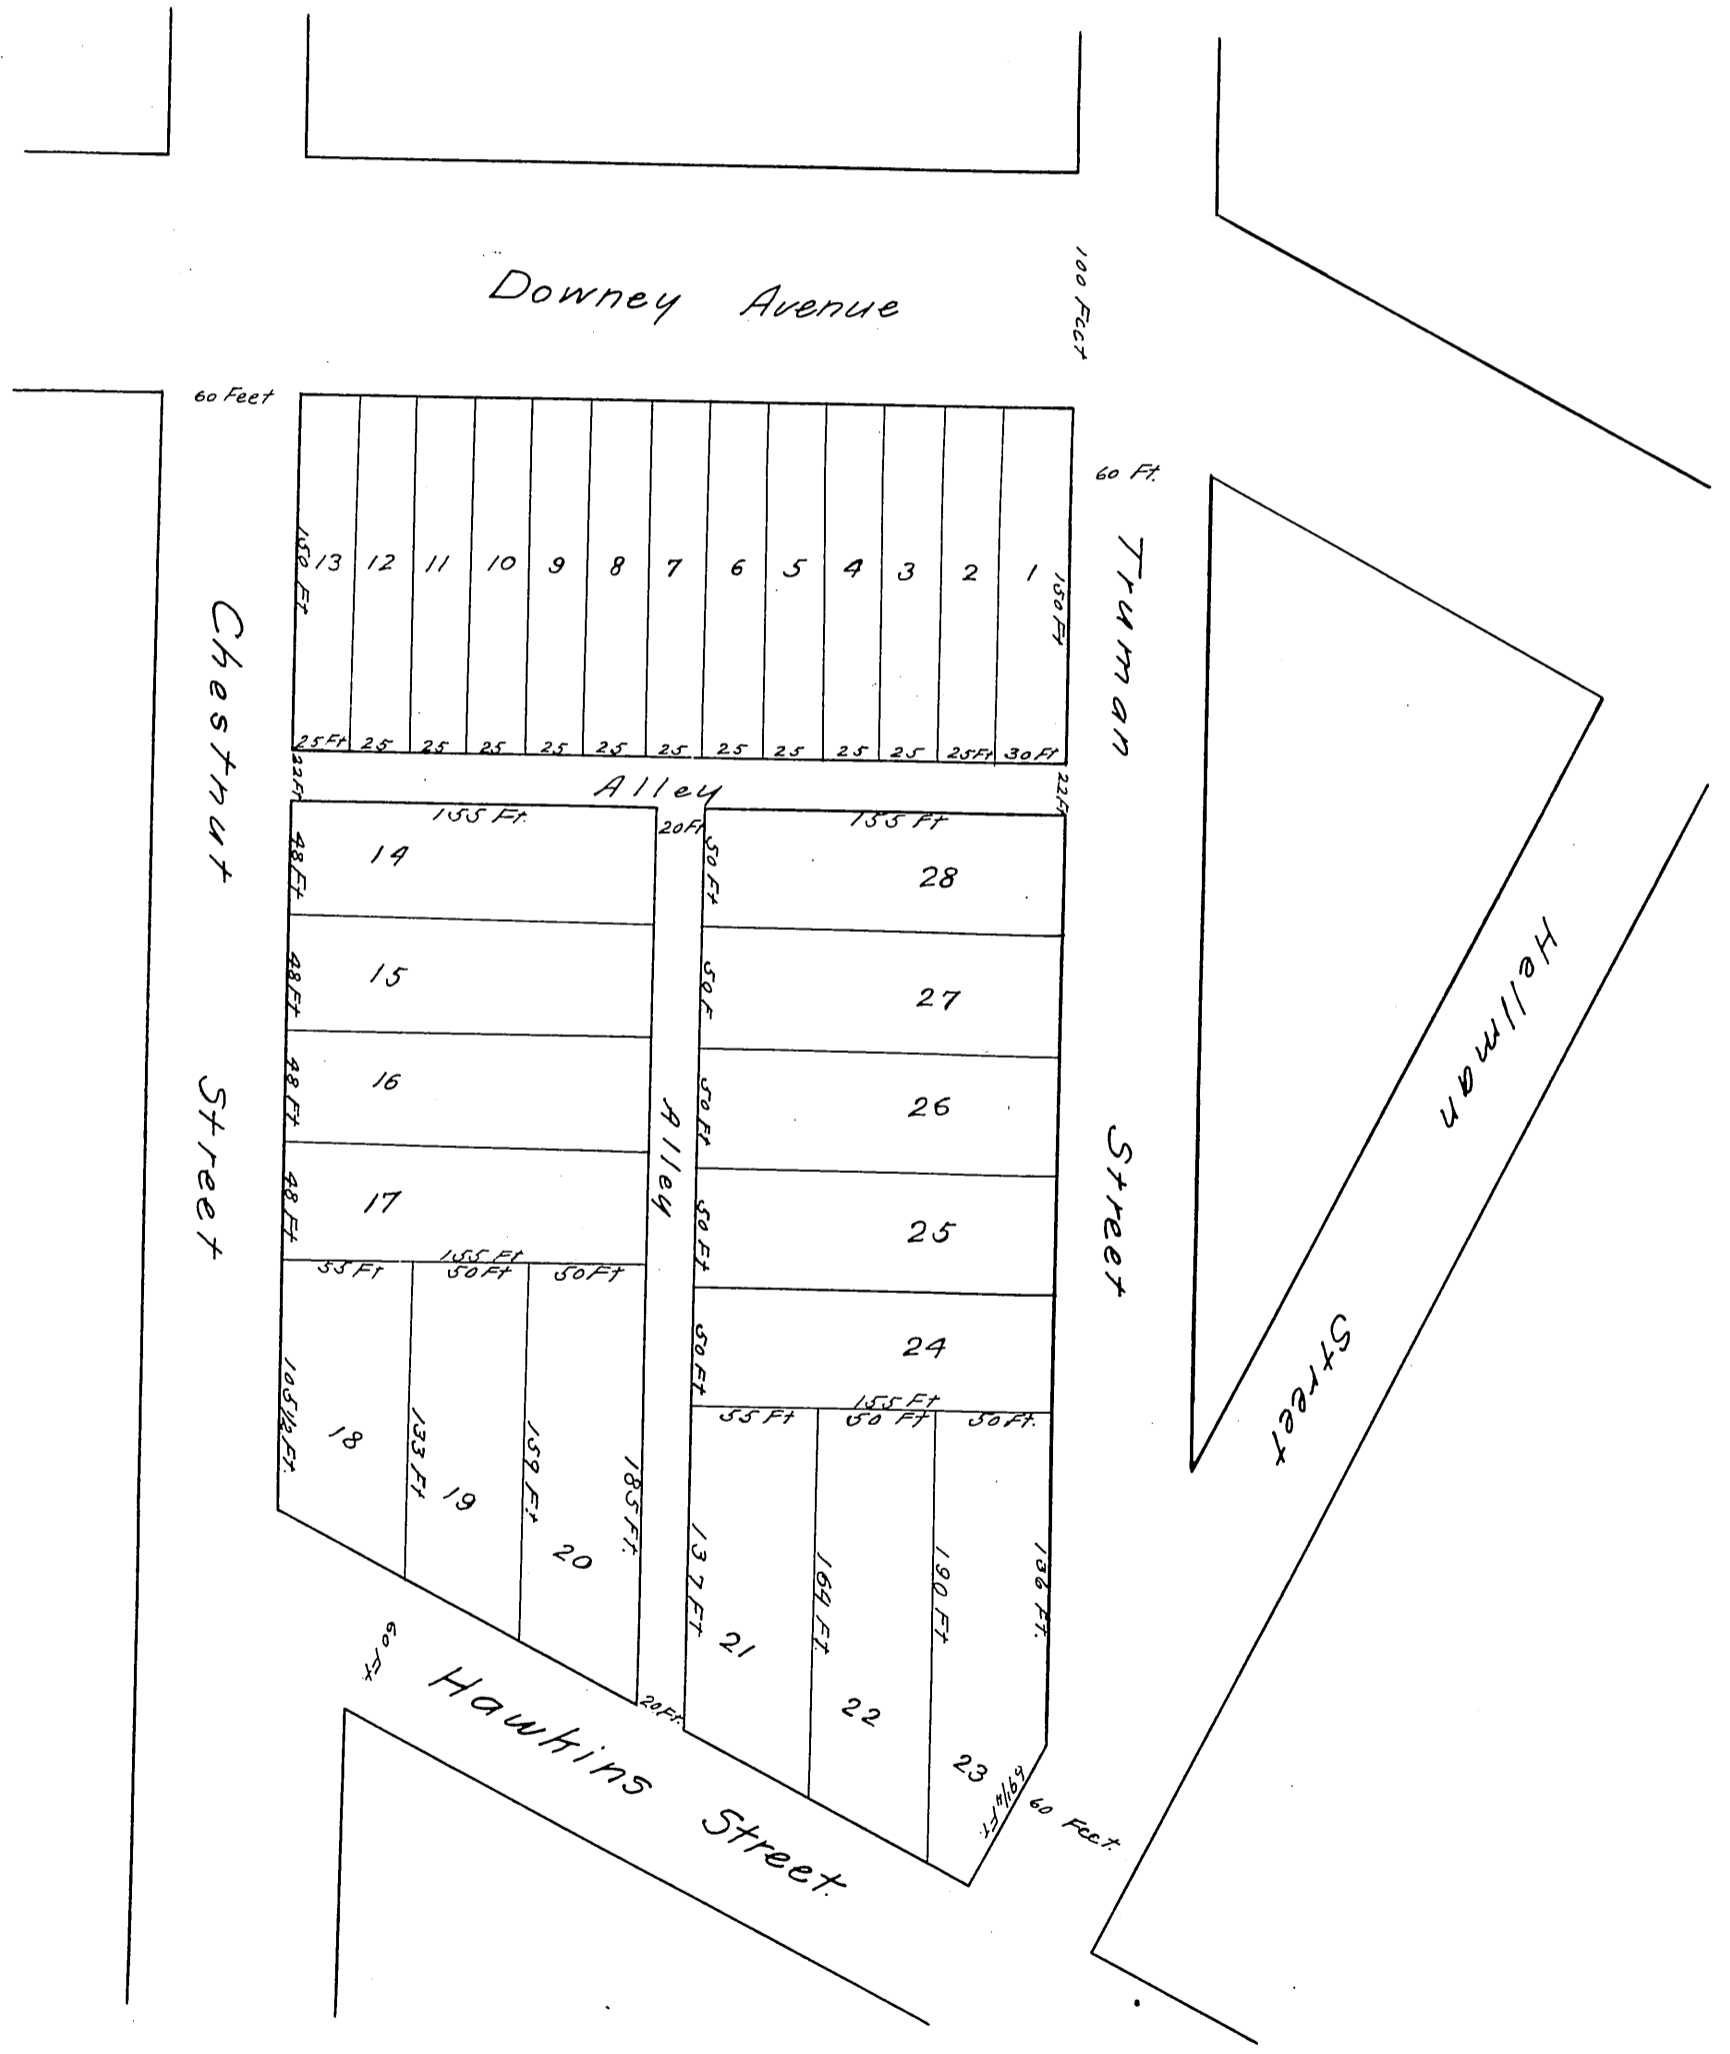 Downey Avenue
100 Feet
60 Feet
60 Ft.
150 Ft
13
12
11
10
9
8
7
6
5
4
3
2
1
150 Ft
Truman
Street
Chestnut
Street
25 Ft
25
25
25
25
25
25
25
25
25
25
25 Ft
30 Ft
22 Ft
Alley
22 Ft
155 Ft.
20 Ft
155 Ft
48 Ft
14
50 Ft
28
48 Ft
15
50 F
27
48 Ft
16
50 Ft
26
Alley
48 Ft
17
50 Ft
25
155 Ft
55 Ft
50 Ft
50 Ft
50 Ft
24
155 Ft
55 Ft
50 Ft
50 Ft.
105 1/2 Ft.
18
133 Ft
19
159 Ft
20
185 Ft.
137 Ft
21
164 Ft.
22
190 Ft
23
136 Ft.
69 1/4 Ft.
60 Feet.
20 Ft.
60 Ft.
Hawkins Street.
Hellman
Street